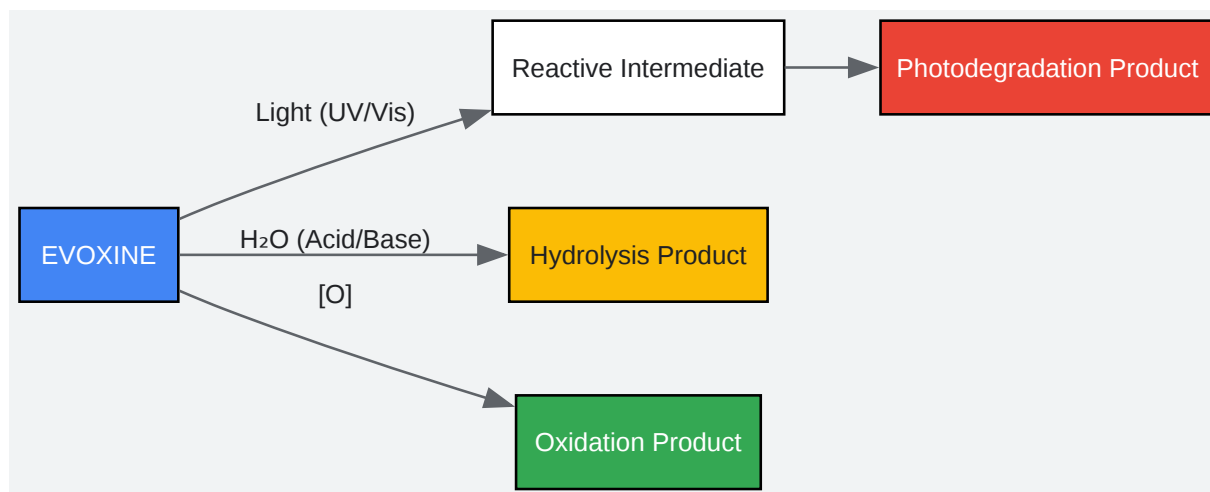 Reactive Intermediate
Photodegradation Product
Light (UV/Vis)
EVOXINE
H₂O (Acid/Base)
Hydrolysis Product
[O]
Oxidation Product